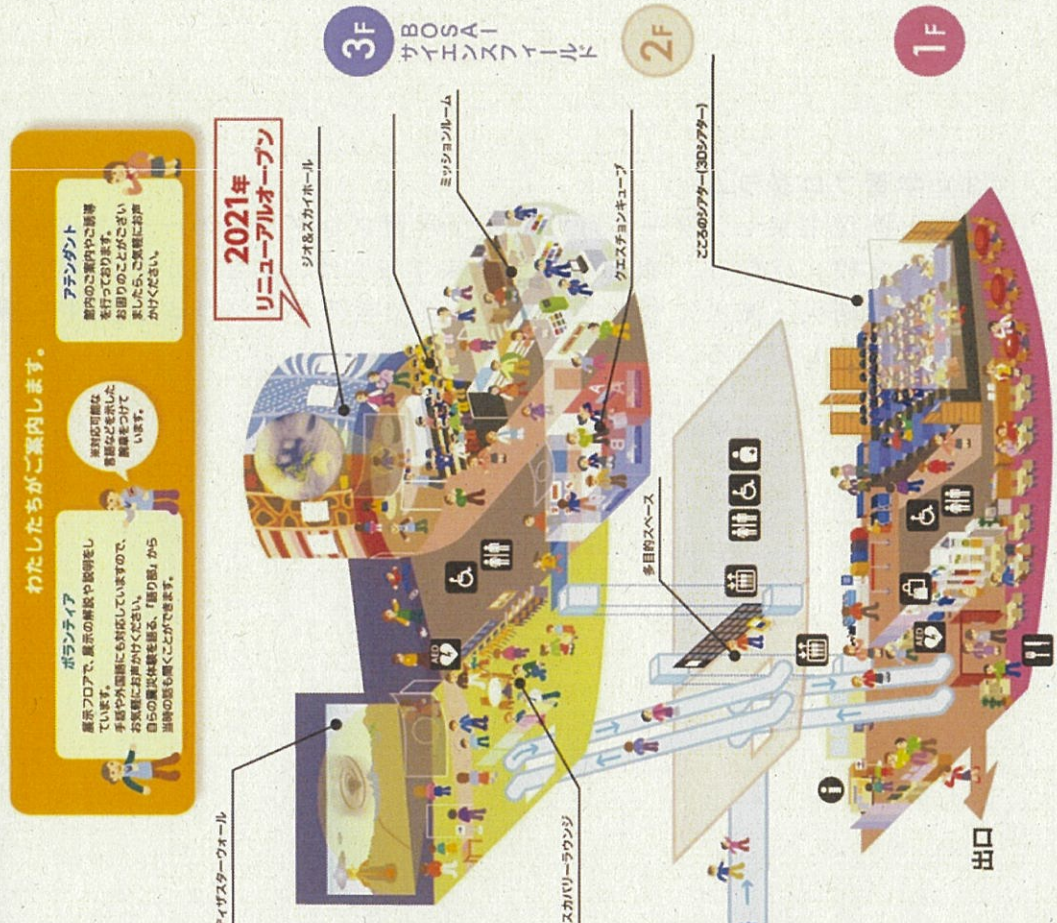 わたしたちがご案内します。
ボランティア
展示フロアで、展示の解説や説明をし
ています。
手話や外国語にも対応していますので、
お気軽にお声かけください。
自らの震災体験を語る、「語り部」から
当時の話も聞くことができます。
※対応可能な
言語などを示した
腕章をつけて
います。
アテンダント
館内のご案内やご誘導
を行っております。
お困りのことがござい
ましたら、ご気軽にお声
かけください。
2021年
リニューアルオープン
3F
BOSAI
サイエンスフィールド
ジオ&スカイホール
ミッションルーム
クエスチョンキューブ
ィザスターウォール
スカバリーラウンジ
AED
2F
多目的スペース
1F
こころのシアター(3Dシアター)
AED
i
出口